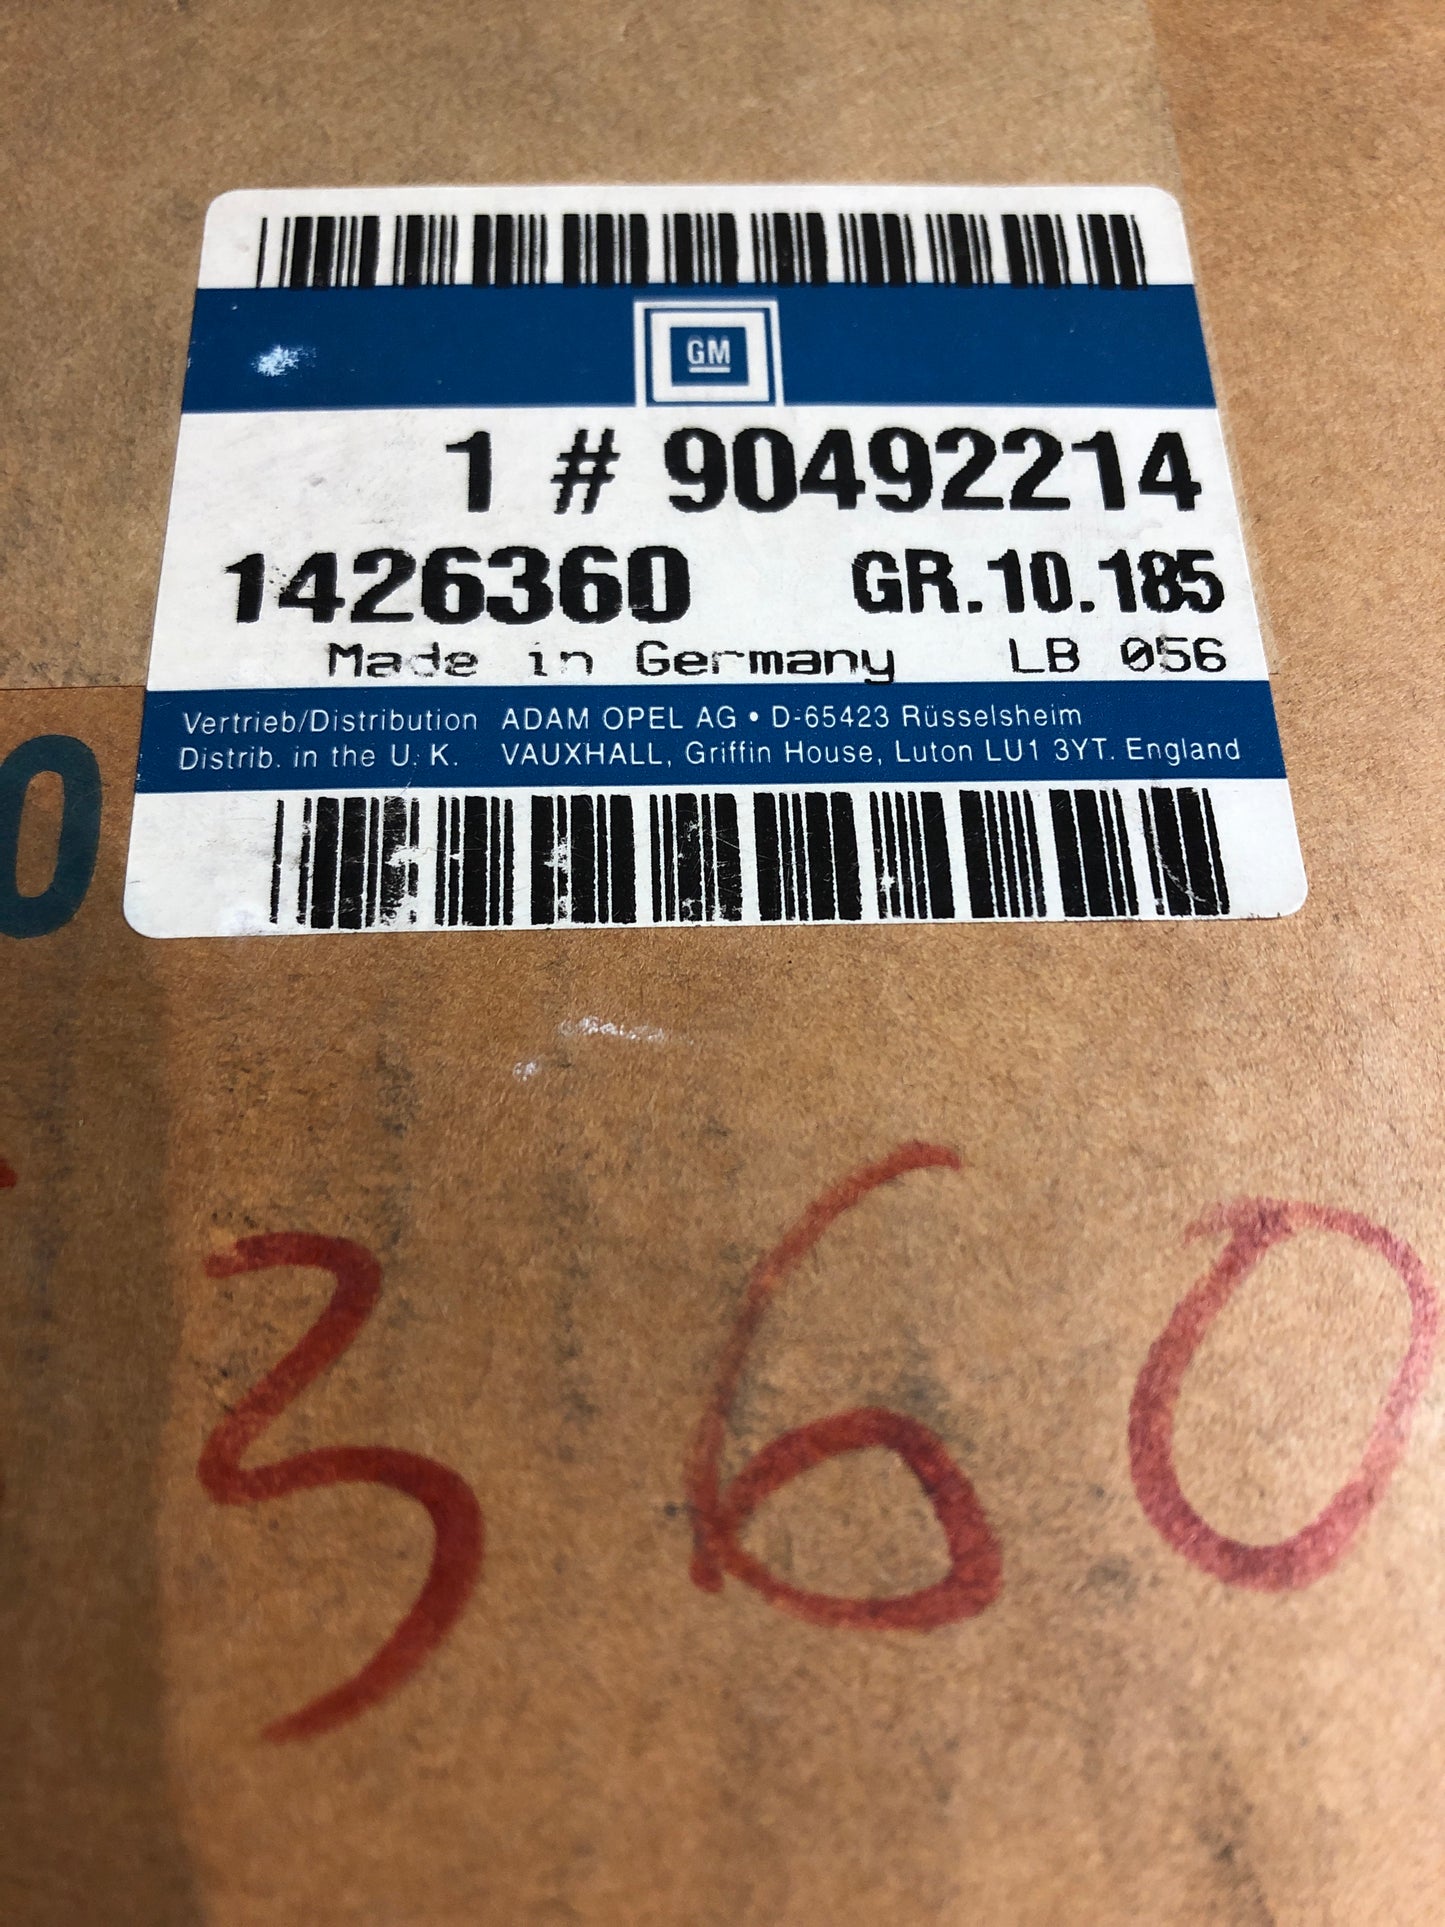 GM
1 # 90492214
1426360 GR.10.185
Made in Germany LB 056
Vertrieb/Distribution ADAM OPEL AG • D-65423 Rüsselsheim
Distrib. in the U. K. VAUXHALL, Griffin House, Luton LU1 3YT. England
0
360